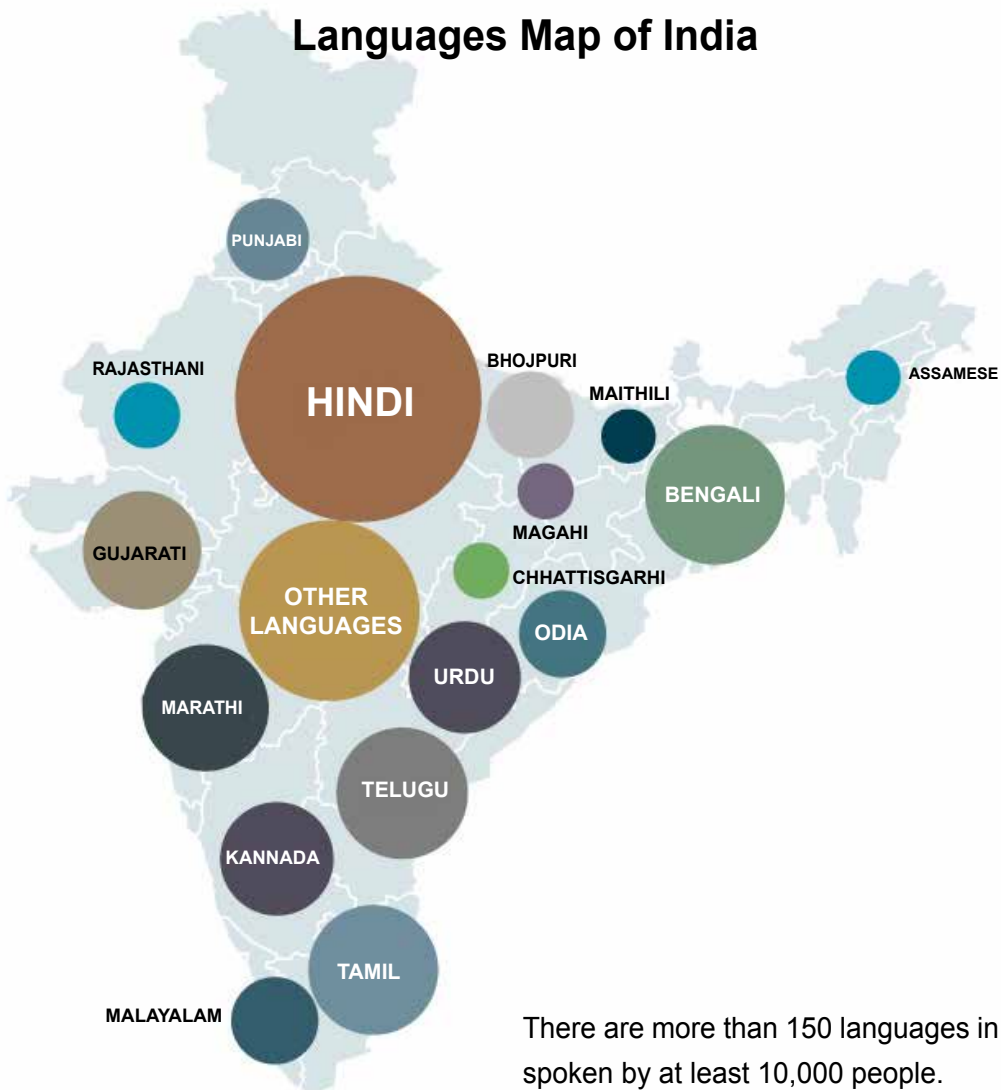 Languages Map of India
PUNJABI
RAJASTHANI
HINDI
BHOJPURI
MAITHILI
ASSAMESE
BENGALI
MAGAHI
GUJARATI
CHHATTISGARHI
OTHER
LANGUAGES
ODIA
URDU
MARATHI
TELUGU
KANNADA
TAMIL
MALAYALAM
There are more than 150 languages in
spoken by at least 10,000 people.